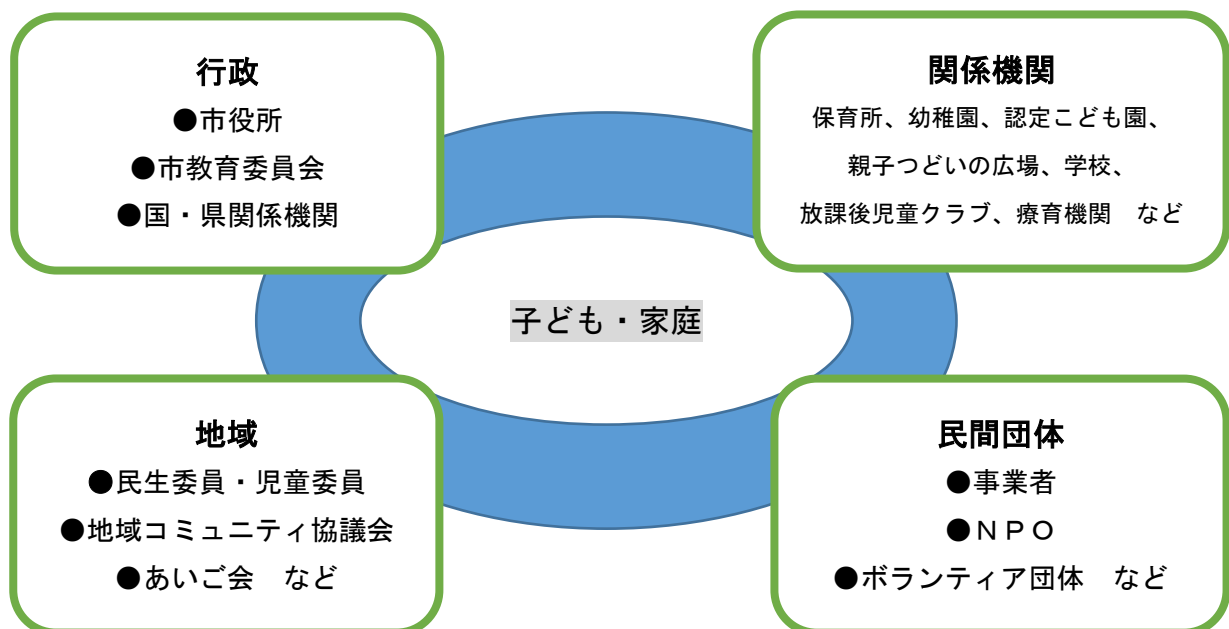 行政
●市役所
●市教育委員会
●国・県関係機関
関係機関
保育所、幼稚園、認定こども園、
親子つどいの広場、学校、
放課後児童クラブ、療育機関　など
子ども・家庭
地域
●民生委員・児童委員
●地域コミュニティ協議会
●あいご会　など
民間団体
●事業者
●ＮＰＯ
●ボランティア団体　など